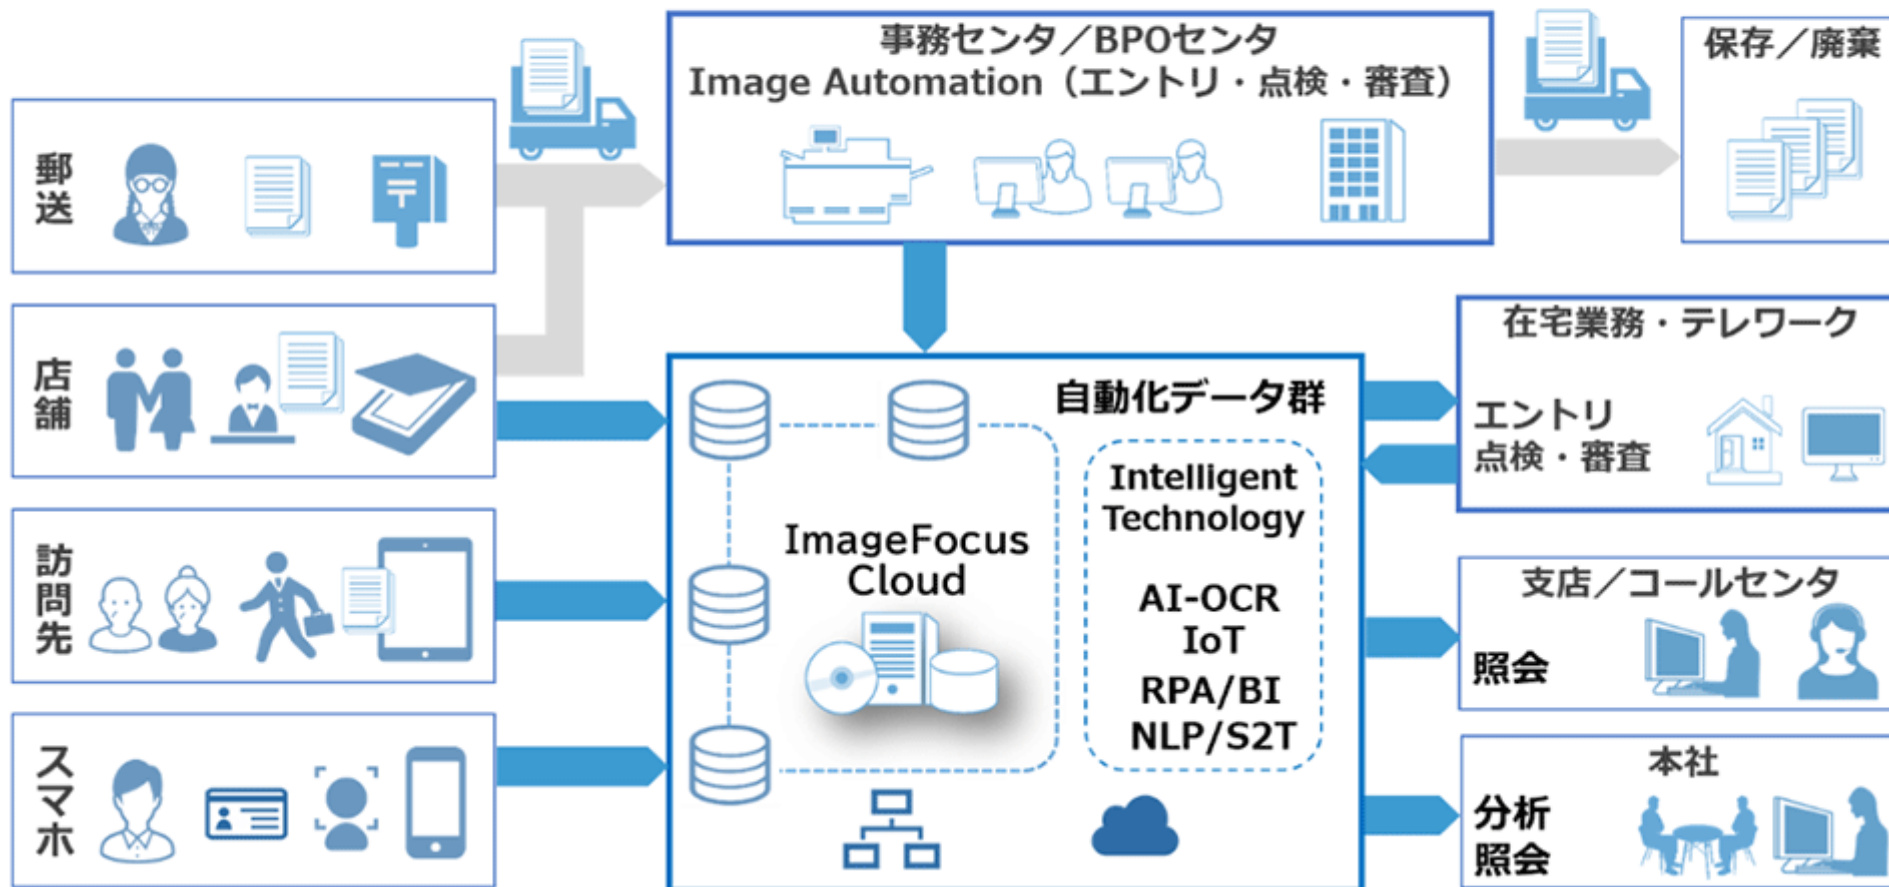 事務センタ／BPOセンタ
Image Automation（エントリ・点検・審査）
保存／廃棄
郵送
店舗
訪問先
スマホ
自動化データ群
ImageFocus
Cloud
Intelligent
Technology
AI-OCR
IoT
RPA/BI
NLP/S2T
在宅業務・テレワーク
エントリ
点検・審査
支店／コールセンタ
照会
本社
分析
照会